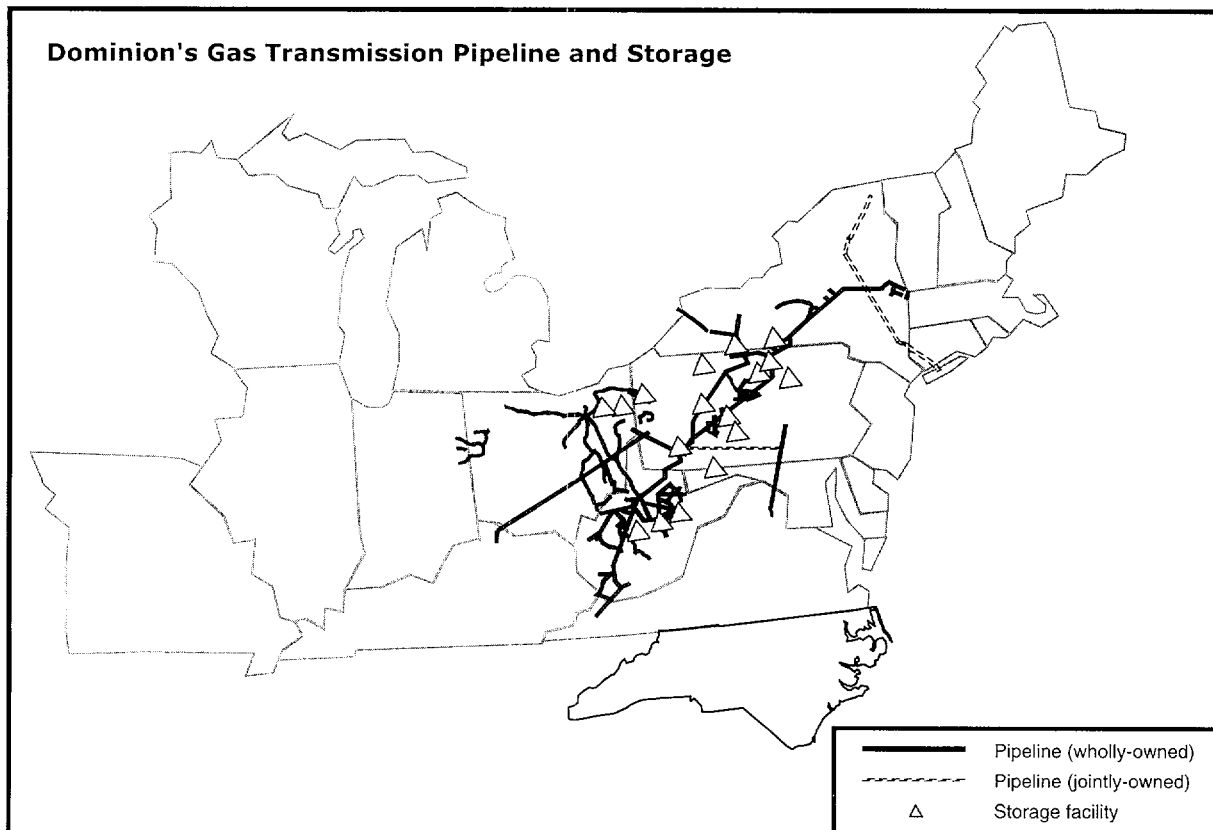 Dominion's Gas Transmission Pipeline and Storage
Pipeline (wholly-owned)
Pipeline (jointly-owned)
Storage facility